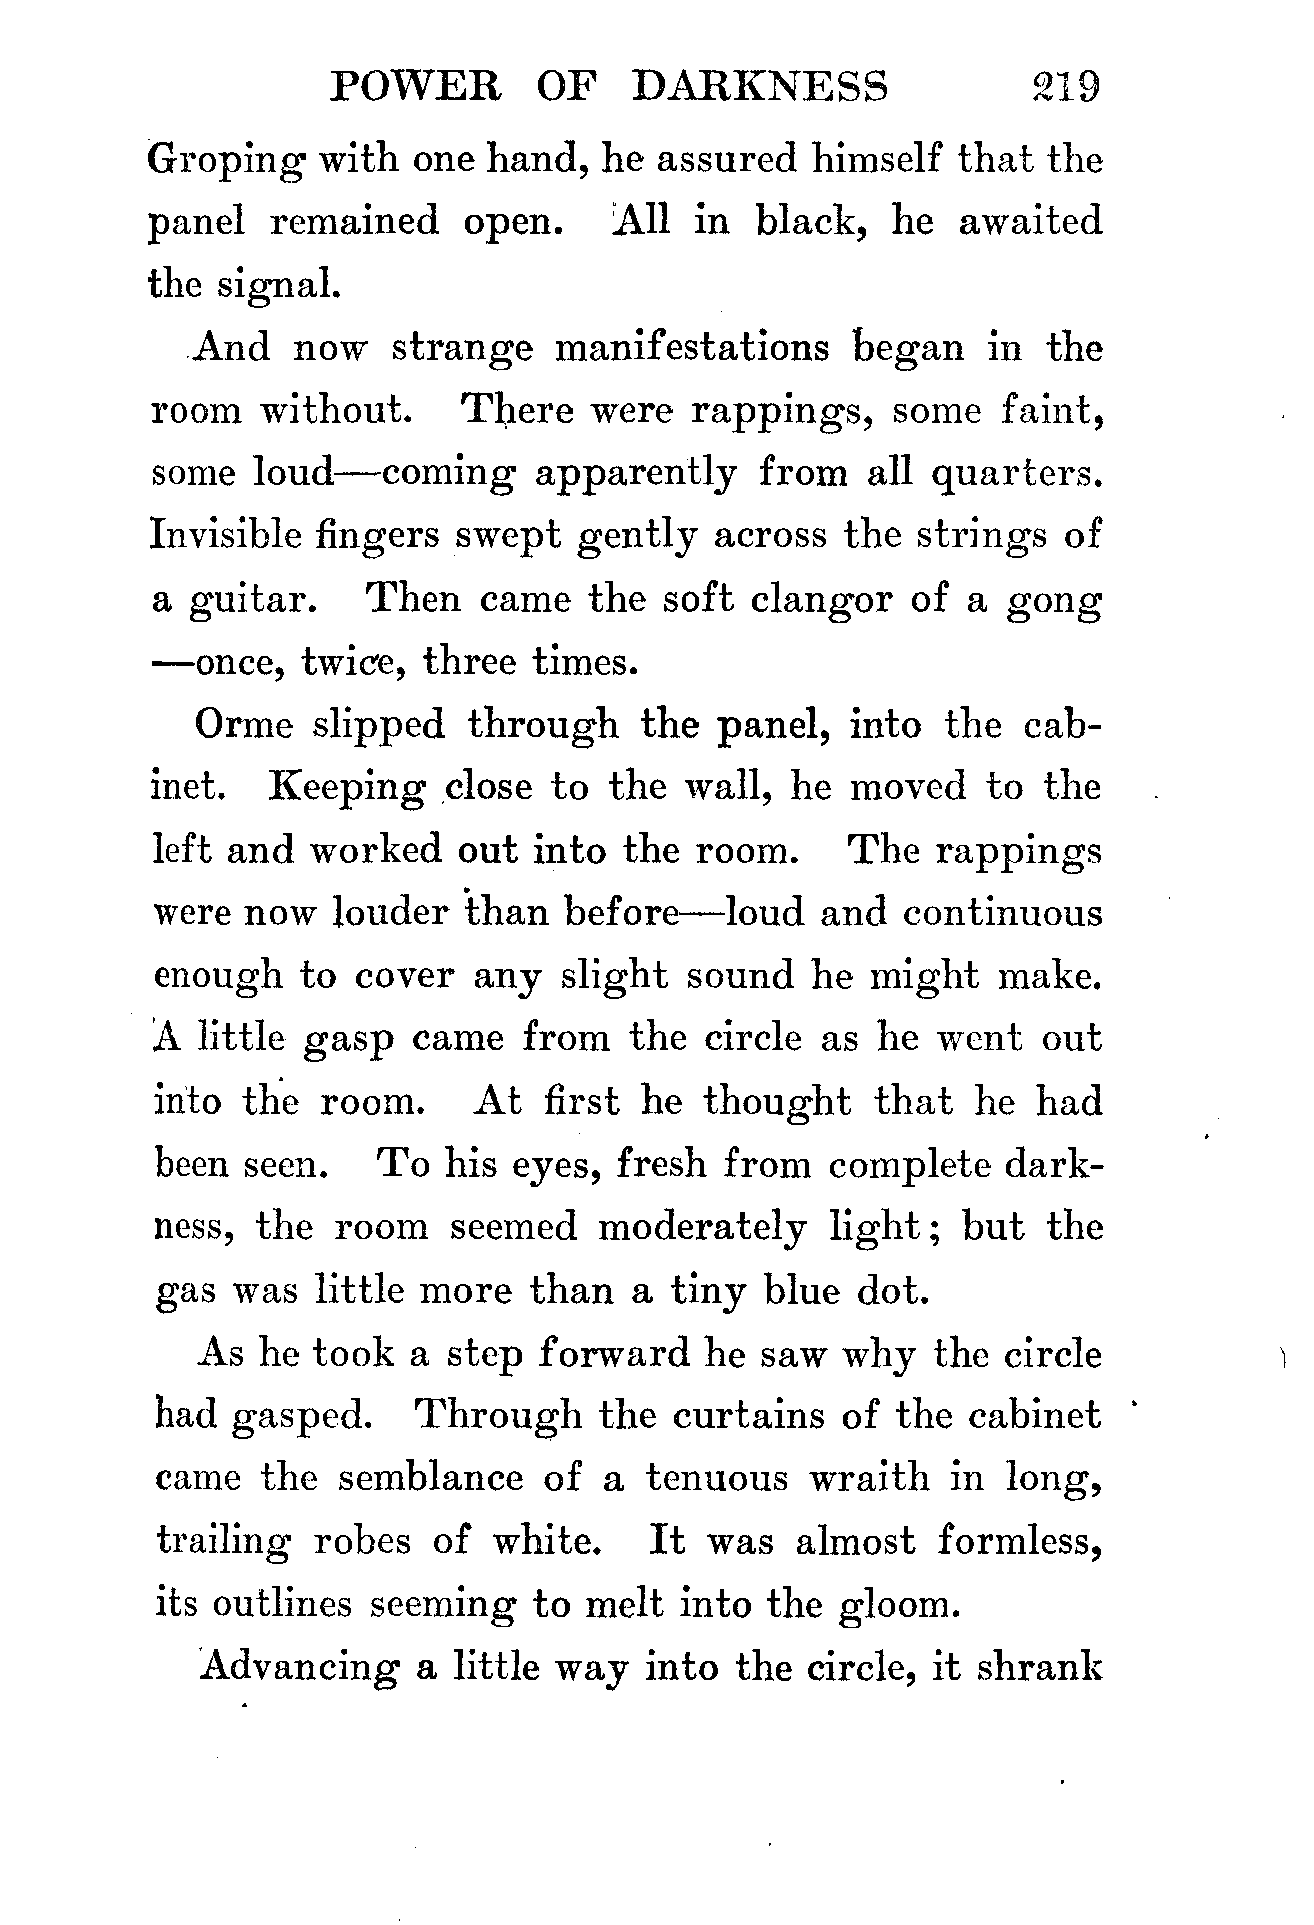 POWER OF DARKNESS 219
Groping with one hand, he assured himself that the
panel remained open. All in black, he awaited
the signal.
And now strange manifestations began in the
room without. There were rappings, some faint,
some loud—coming apparently from all quarters.
Invisible fingers swept gently across the strings of
a guitar. Then came the soft clangor of a gong
—once, twice, three times.
Orme slipped through the panel, into the cab-
inet. Keeping close to the wall, he moved to the
left and worked out into the room. The rappings
were now louder than before—loud and continuous
enough to cover any slight sound he might make.
A little gasp came from the circle as he went out
into the room. At first he thought that he had
been seen. To his eyes, fresh from complete dark-
ness, the room seemed moderately light; but the
gas was little more than a tiny blue dot.
As he took a step forward he saw why the circle
had gasped. Through the curtains of the cabinet
came the semblance of a tenuous wraith in long,
trailing robes of white. It was almost formless,
its outlines seeming to melt into the gloom.
Advancing a little way into the circle, it shrank